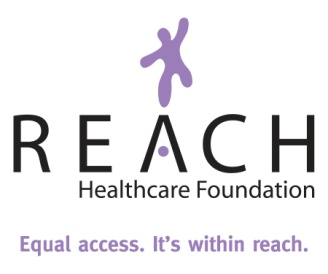 REACH
Healthcare Foundation
Equal access. It's within reach.